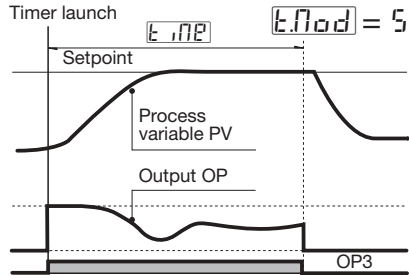 Timer launch
t.ime
t.mod = 5
Setpoint
Process
variable PV
Output OP
OP3